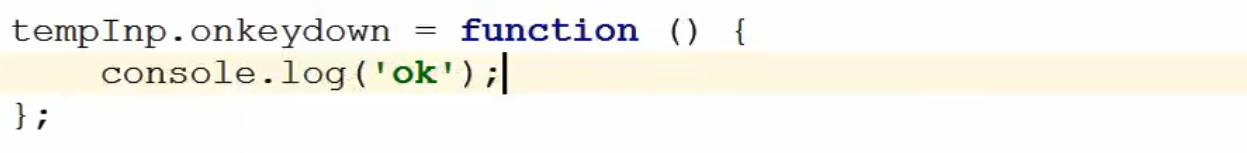 tempInp.onkeydown = function () {
    console.log('ok');
};